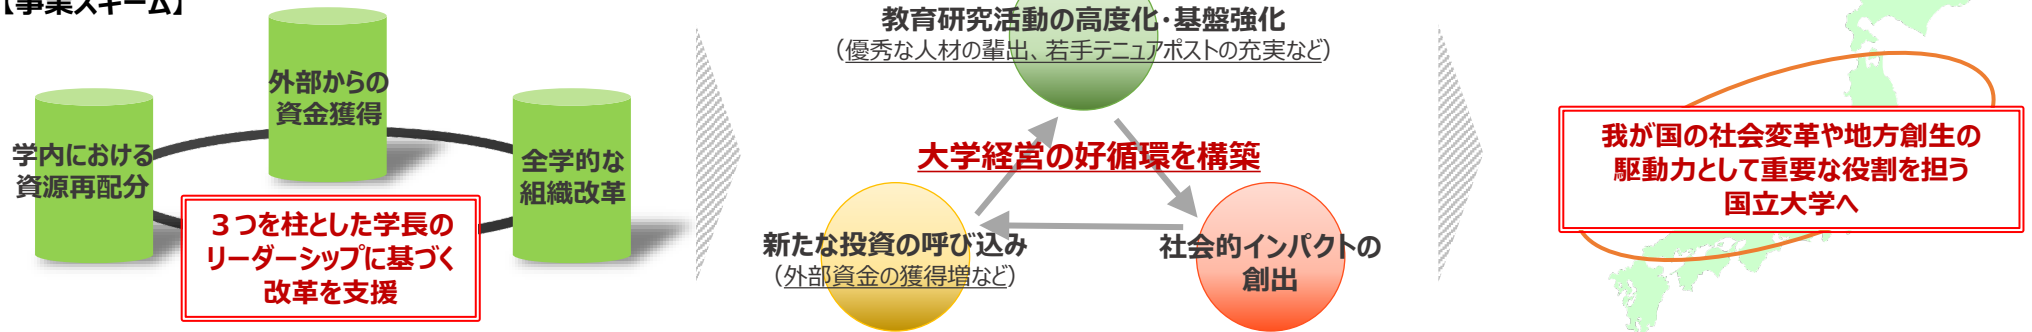 【事業スキーム】
外部からの
資金獲得
学内における
資源再配分
全学的な
組織改革
３つを柱とした学長の
リーダーシップに基づく
改革を支援
教育研究活動の高度化・基盤強化
（優秀な人材の輩出、若手テニュアポストの充実など）
大学経営の好循環を構築
新たな投資の呼び込み
（外部資金の獲得増など）
社会的インパクトの
創出
我が国の社会変革や地方創生の
駆動力として重要な役割を担う
国立大学へ